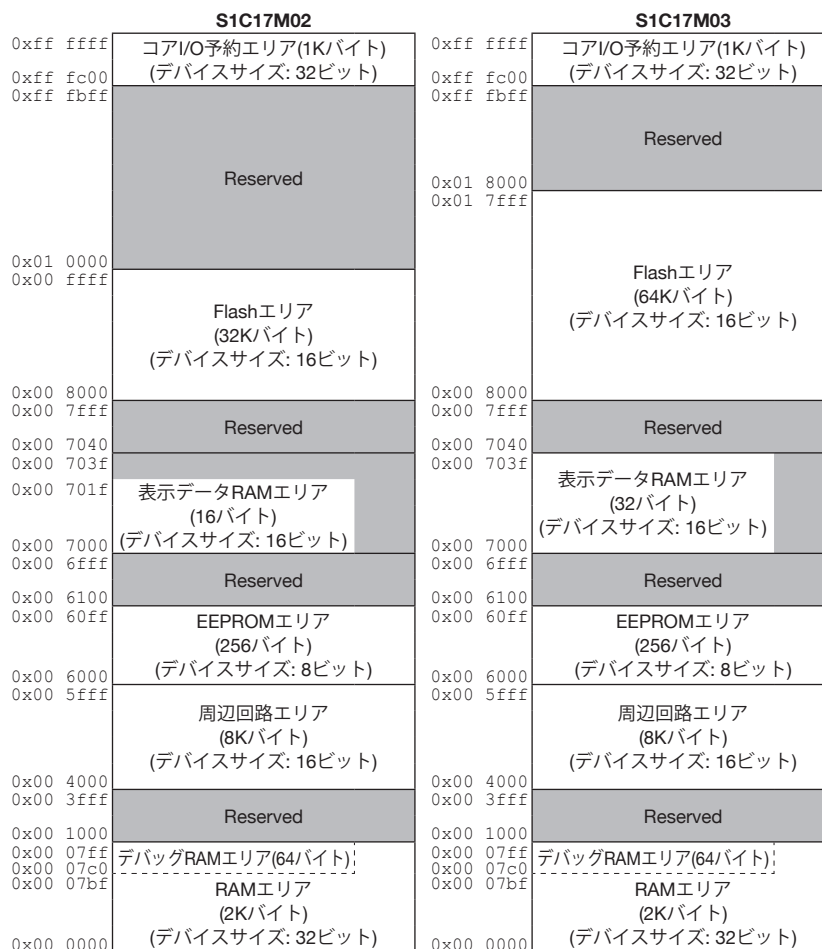 S1C17M02
0xff ffff
コアI/O予約エリア(1Kバイト)
(デバイスサイズ: 32ビット)
0xff fc00
0xff fbff
Reserved
0x01 0000
0x00 ffff
Flashエリア
(32Kバイト)
(デバイスサイズ: 16ビット)
0x00 8000
0x00 7fff
Reserved
0x00 7040
0x00 703f
0x00 701f
表示データRAMエリア
(16バイト)
(デバイスサイズ: 16ビット)
0x00 7000
0x00 6fff
Reserved
0x00 6100
0x00 60ff
EEPROMエリア
(256バイト)
(デバイスサイズ: 8ビット)
0x00 6000
0x00 5fff
周辺回路エリア
(8Kバイト)
(デバイスサイズ: 16ビット)
0x00 4000
0x00 3fff
Reserved
0x00 1000
0x00 07ff
デバッグRAMエリア(64バイト)
0x00 07c0
0x00 07bf
RAMエリア
(2Kバイト)
(デバイスサイズ: 32ビット)
0x00 0000
S1C17M03
0xff ffff
コアI/O予約エリア(1Kバイト)
(デバイスサイズ: 32ビット)
0xff fc00
0xff fbff
Reserved
0x01 8000
0x01 7fff
Flashエリア
(64Kバイト)
(デバイスサイズ: 16ビット)
0x00 8000
0x00 7fff
Reserved
0x00 7040
0x00 703f
表示データRAMエリア
(32バイト)
(デバイスサイズ: 16ビット)
0x00 7000
0x00 6fff
Reserved
0x00 6100
0x00 60ff
EEPROMエリア
(256バイト)
(デバイスサイズ: 8ビット)
0x00 6000
0x00 5fff
周辺回路エリア
(8Kバイト)
(デバイスサイズ: 16ビット)
0x00 4000
0x00 3fff
Reserved
0x00 1000
0x00 07ff
デバッグRAMエリア(64バイト)
0x00 07c0
0x00 07bf
RAMエリア
(2Kバイト)
(デバイスサイズ: 32ビット)
0x00 0000